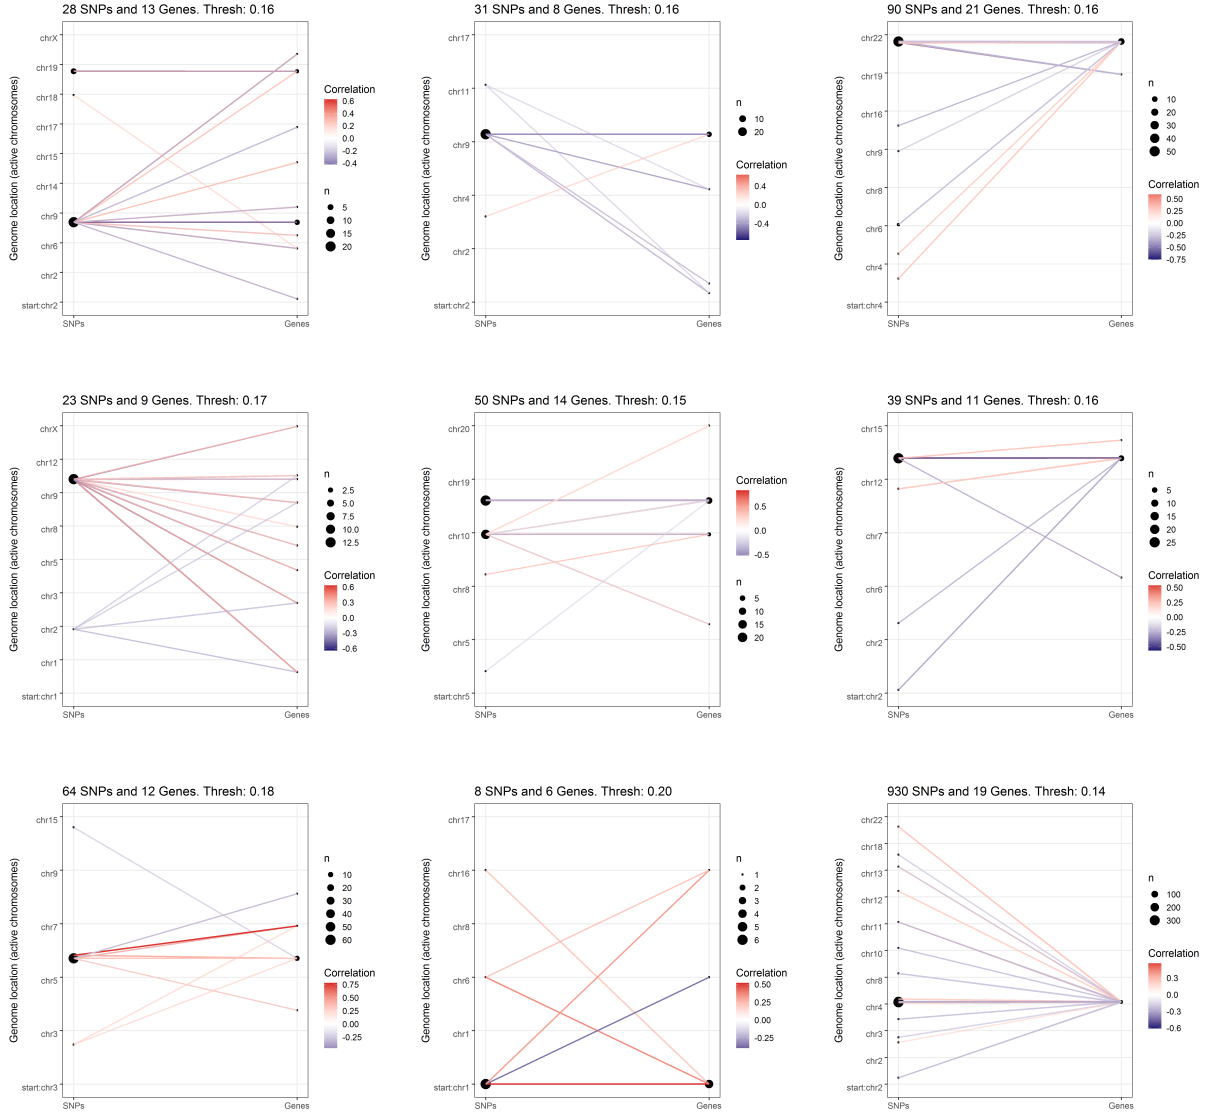 28 SNPs and 13 Genes. Thresh: 0.16
Genome location (active chromosomes)
chrX
chr19
chr18
chr17
chr15
chr14
chr9
chr6
chr2
start:chr2
SNPs
Genes
Correlation
0.6
0.4
0.2
0.0
-0.2
-0.4
n
5
10
15
20
31 SNPs and 8 Genes. Thresh: 0.16
Genome location (active chromosomes)
chr17
chr11
chr9
chr4
chr2
start:chr2
SNPs
Genes
n
10
20
Correlation
0.4
0.0
-0.4
90 SNPs and 21 Genes. Thresh: 0.16
Genome location (active chromosomes)
chr22
chr19
chr16
chr9
chr8
chr6
chr4
start:chr4
SNPs
Genes
n
10
20
30
40
50
Correlation
0.50
0.25
0.00
-0.25
-0.50
-0.75
23 SNPs and 9 Genes. Thresh: 0.17
Genome location (active chromosomes)
chrX
chr12
chr9
chr8
chr5
chr3
chr2
chr1
start:chr1
SNPs
Genes
n
2.5
5.0
7.5
10.0
12.5
Correlation
0.6
0.3
0.0
-0.3
-0.6
50 SNPs and 14 Genes. Thresh: 0.15
Genome location (active chromosomes)
chr20
chr19
chr10
chr8
chr5
start:chr5
SNPs
Genes
Correlation
0.5
0.0
-0.5
n
5
10
15
20
39 SNPs and 11 Genes. Thresh: 0.16
Genome location (active chromosomes)
chr15
chr12
chr7
chr6
chr2
start:chr2
SNPs
Genes
n
5
10
15
20
25
Correlation
0.50
0.25
0.00
-0.25
-0.50
64 SNPs and 12 Genes. Thresh: 0.18
Genome location (active chromosomes)
chr15
chr9
chr7
chr5
chr3
start:chr3
SNPs
Genes
n
10
20
30
40
50
60
Correlation
0.75
0.50
0.25
0.00
-0.25
8 SNPs and 6 Genes. Thresh: 0.20
Genome location (active chromosomes)
chr17
chr16
chr8
chr6
chr1
start:chr1
SNPs
Genes
n
1
2
3
4
5
6
Correlation
0.50
0.25
0.00
-0.25
930 SNPs and 19 Genes. Thresh: 0.14
Genome location (active chromosomes)
chr22
chr18
chr13
chr12
chr11
chr10
chr8
chr4
chr3
chr2
start:chr2
SNPs
Genes
n
100
200
300
Correlation
0.3
0.0
-0.3
-0.6